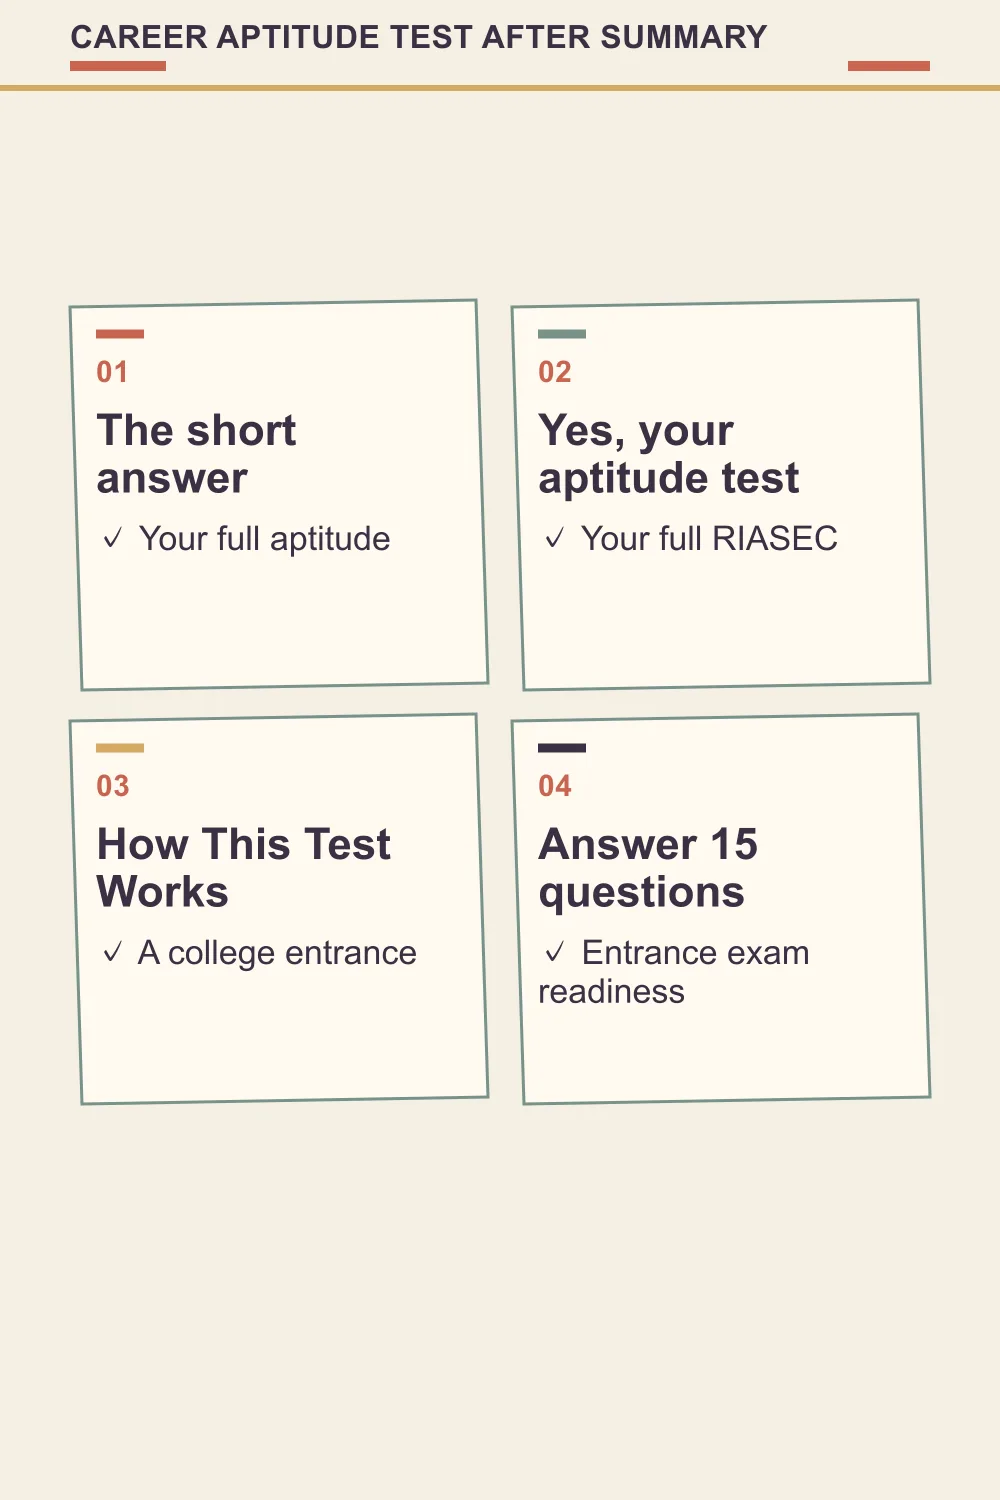 CAREER APTITUDE TEST AFTER SUMMARY
01
The short
answer
✓ Your full aptitude
02
Yes, your
aptitude test
✓ Your full RIASEC
03
How This Test
Works
✓ A college entrance
04
Answer 15
questions
✓ Entrance exam
readiness